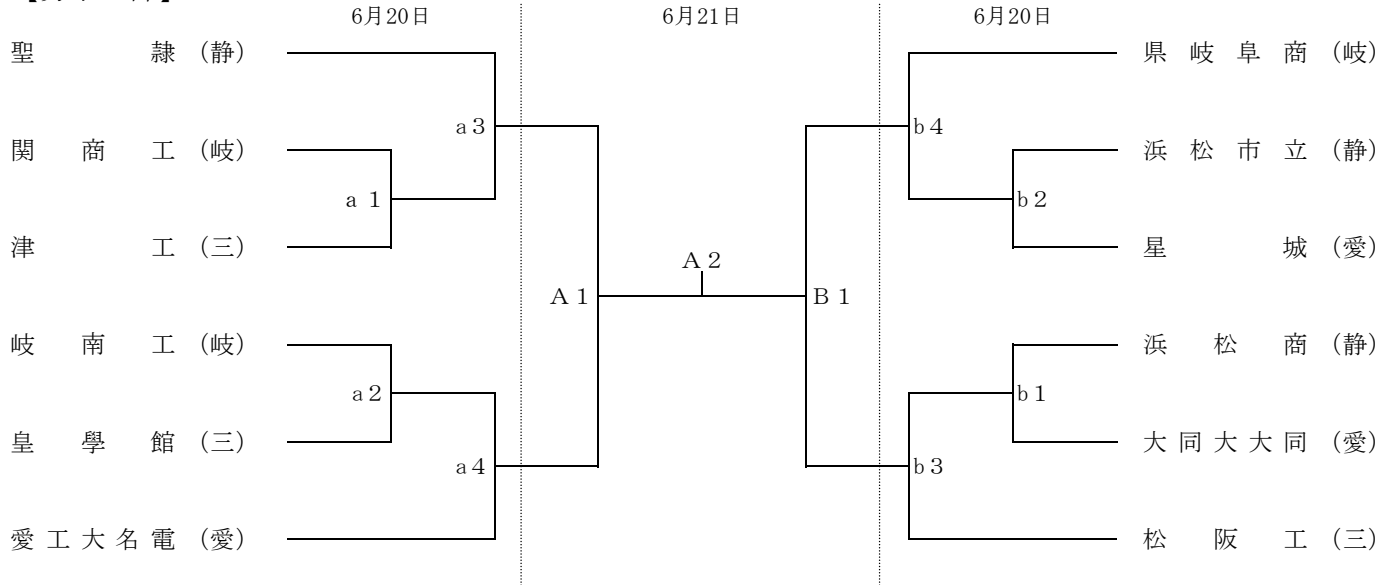 6月20日 6月21日 6月20日
聖隷（静） 県岐阜商（岐）
a３ b４
関商工（岐） 浜松市立（静）
a１ b２
津工（三） 星城（愛）
A２
A１ B１
岐南工（岐） 浜松商（静）
a２ b１
皇學館（三） 大同大大同（愛）
a４ b３
愛工大名電（愛） 松阪工（三）